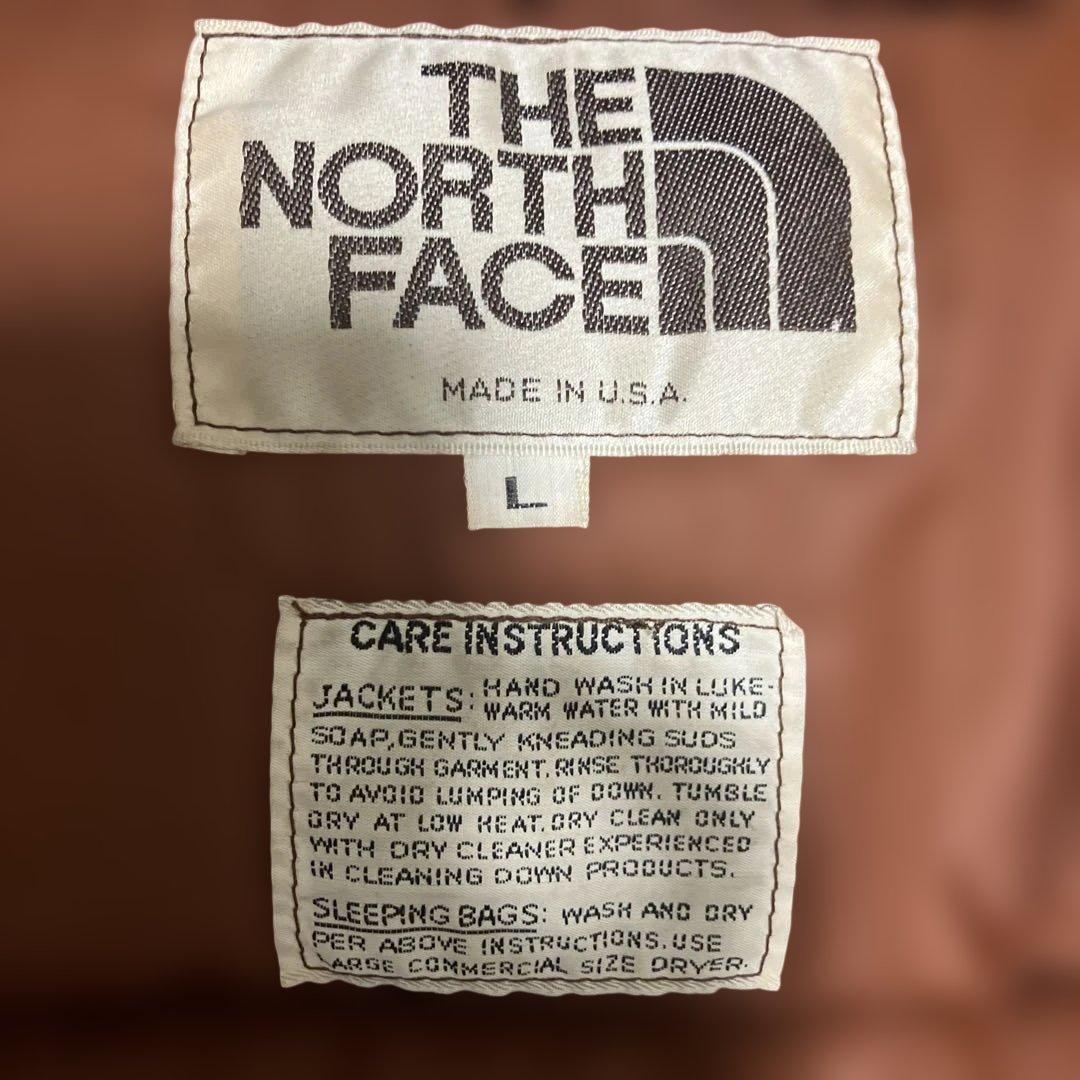 THE
NORTH
FACE
MADE IN U.S.A.
L
CARE INSTRUCTIONS
JACKETS: HAND WASH IN LUKE-
WARM WATER WITH MILD
SOAP, GENTLY KNEADING SUDS
THROUGH GARMENT. RINSE THOROUGHLY
TO AVOID LUMPING OF DOWN. TUMBLE
DRY AT LOW HEAT. DRY CLEAN ONLY
WITH DRY CLEANER EXPERIENCED
IN CLEANING DOWN PRODUCTS.
SLEEPING BAGS: WASH AND DRY
PER ABOVE INSTRUCTIONS. USE
LARGE COMMERCIAL SIZE DRYER.